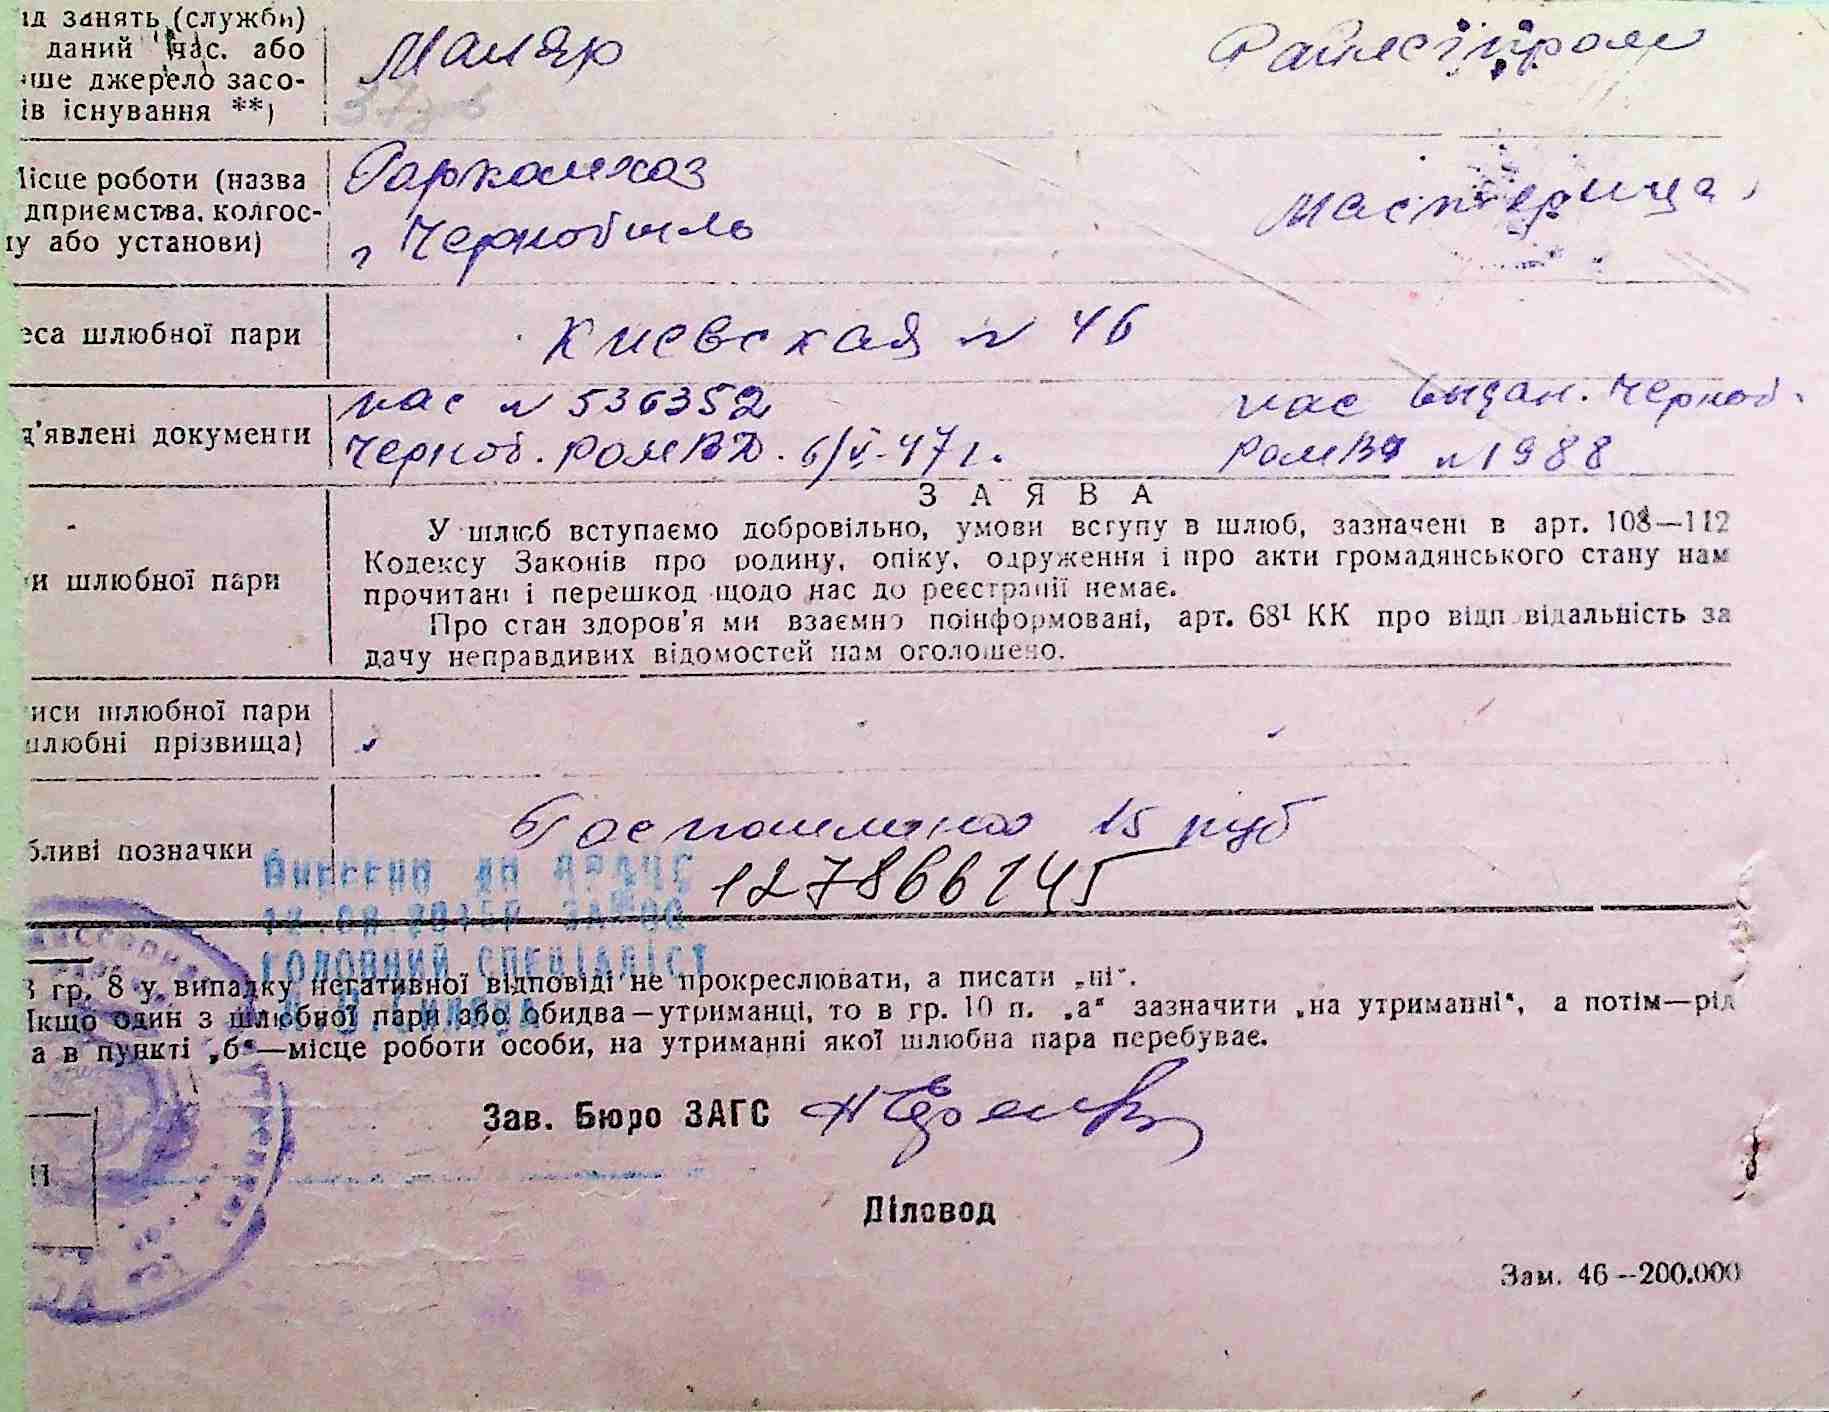 ид занять (служби)
даний час. або
ше джерело засо-
ів існування **)
Маляр
Райлєспром
Місце роботи (назва
дприємства, колгос-
пу або установи)
Горкомхоз
г Чернобыль
Мастерица
еса шлюбної пари
Киевская № 46
д'явлені документи
пас № 536352
Черноб. РОМВД. 6/V-47 г.
пас выдан. Черноб.
РОМВД №1988
ЗАЯВА
У шлюб вступаємо добровільно, умови вступу в шлюб, зазначені в арт. 108—112
Кодексу Законів про родину, опіку, одруження і про акти громадянського стану нам
прочитані і перешкод щодо нас до реєстрації немає.
Про стан здоров'я ми взаємно поінформовані, арт. 68¹ КК про відповідальність за
дачу неправдивих відомостей нам оголошено.
и шлюбної пари
иси шлюбної пари
шлюбні прізвища)
бливі позначки
Госпошлина 15 руб
127866145
ГОЛОВНИЙ СПЕЦІАЛІСТ
В гр. 8 у випадку негативної відповіді не прокреслювати, а писати „ні“.
Якщо один з шлюбної пари або обидва—утриманці, то в гр. 10 п. „а“ зазначити „на утриманні“, а потім—рід
а в пункті „б“—місце роботи особи, на утриманні якої шлюбна пара перебуває.
Зав. Бюро ЗАГС
Діловод
Зам. 46—200.000